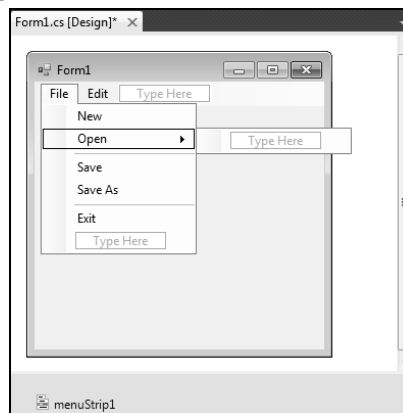 Form1.cs [Design]*
Form1
File Edit Type Here
New
Open Type Here
Save
Save As
Exit
Type Here
menuStrip1